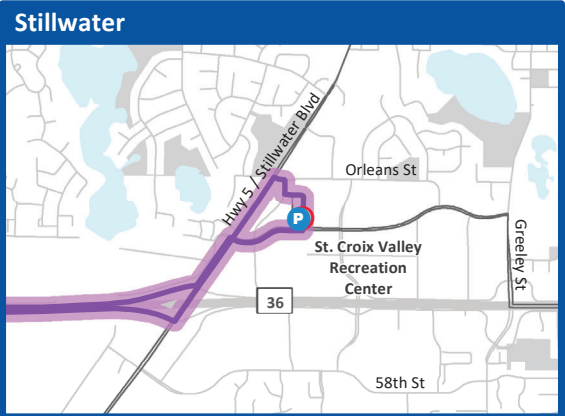 Stillwater
Hwy 5 / Stillwater Blvd
Orleans St
P
St. Croix Valley
Recreation
Center
Greeley St
36
58th St